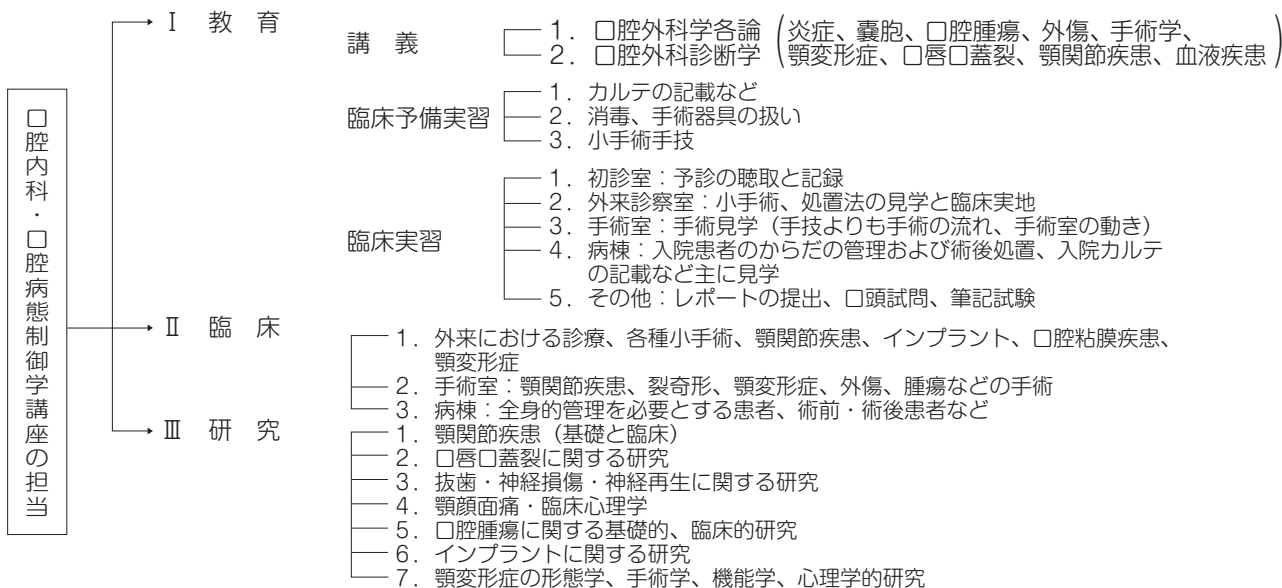 口腔内科・口腔病態制御学講座の担当
Ⅰ 教 育
講 義
1．口腔外科学各論（炎症、嚢胞、口腔腫瘍、外傷、手術学、
2．口腔外科診断学（顎変形症、口唇口蓋裂、顎関節疾患、血液疾患）
臨床予備実習
1．カルテの記載など
2．消毒、手術器具の扱い
3．小手術手技
臨床実習
1．初診室：予診の聴取と記録
2．外来診察室：小手術、処置法の見学と臨床実地
3．手術室：手術見学（手技よりも手術の流れ、手術室の動き）
4．病棟：入院患者のからだの管理および術後処置、入院カルテ
の記載など主に見学
5．その他：レポートの提出、口頭試問、筆記試験
Ⅱ 臨 床
1．外来における診療、各種小手術、顎関節疾患、インプラント、口腔粘膜疾患、
顎変形症
2．手術室：顎関節疾患、裂奇形、顎変形症、外傷、腫瘍などの手術
3．病棟：全身的管理を必要とする患者、術前・術後患者など
Ⅲ 研 究
1．顎関節疾患（基礎と臨床）
2．口唇口蓋裂に関する研究
3．抜歯・神経損傷・神経再生に関する研究
4．顎顔面痛・臨床心理学
5．口腔腫瘍に関する基礎的、臨床的研究
6．インプラントに関する研究
7．顎変形症の形態学、手術学、機能学、心理学的研究